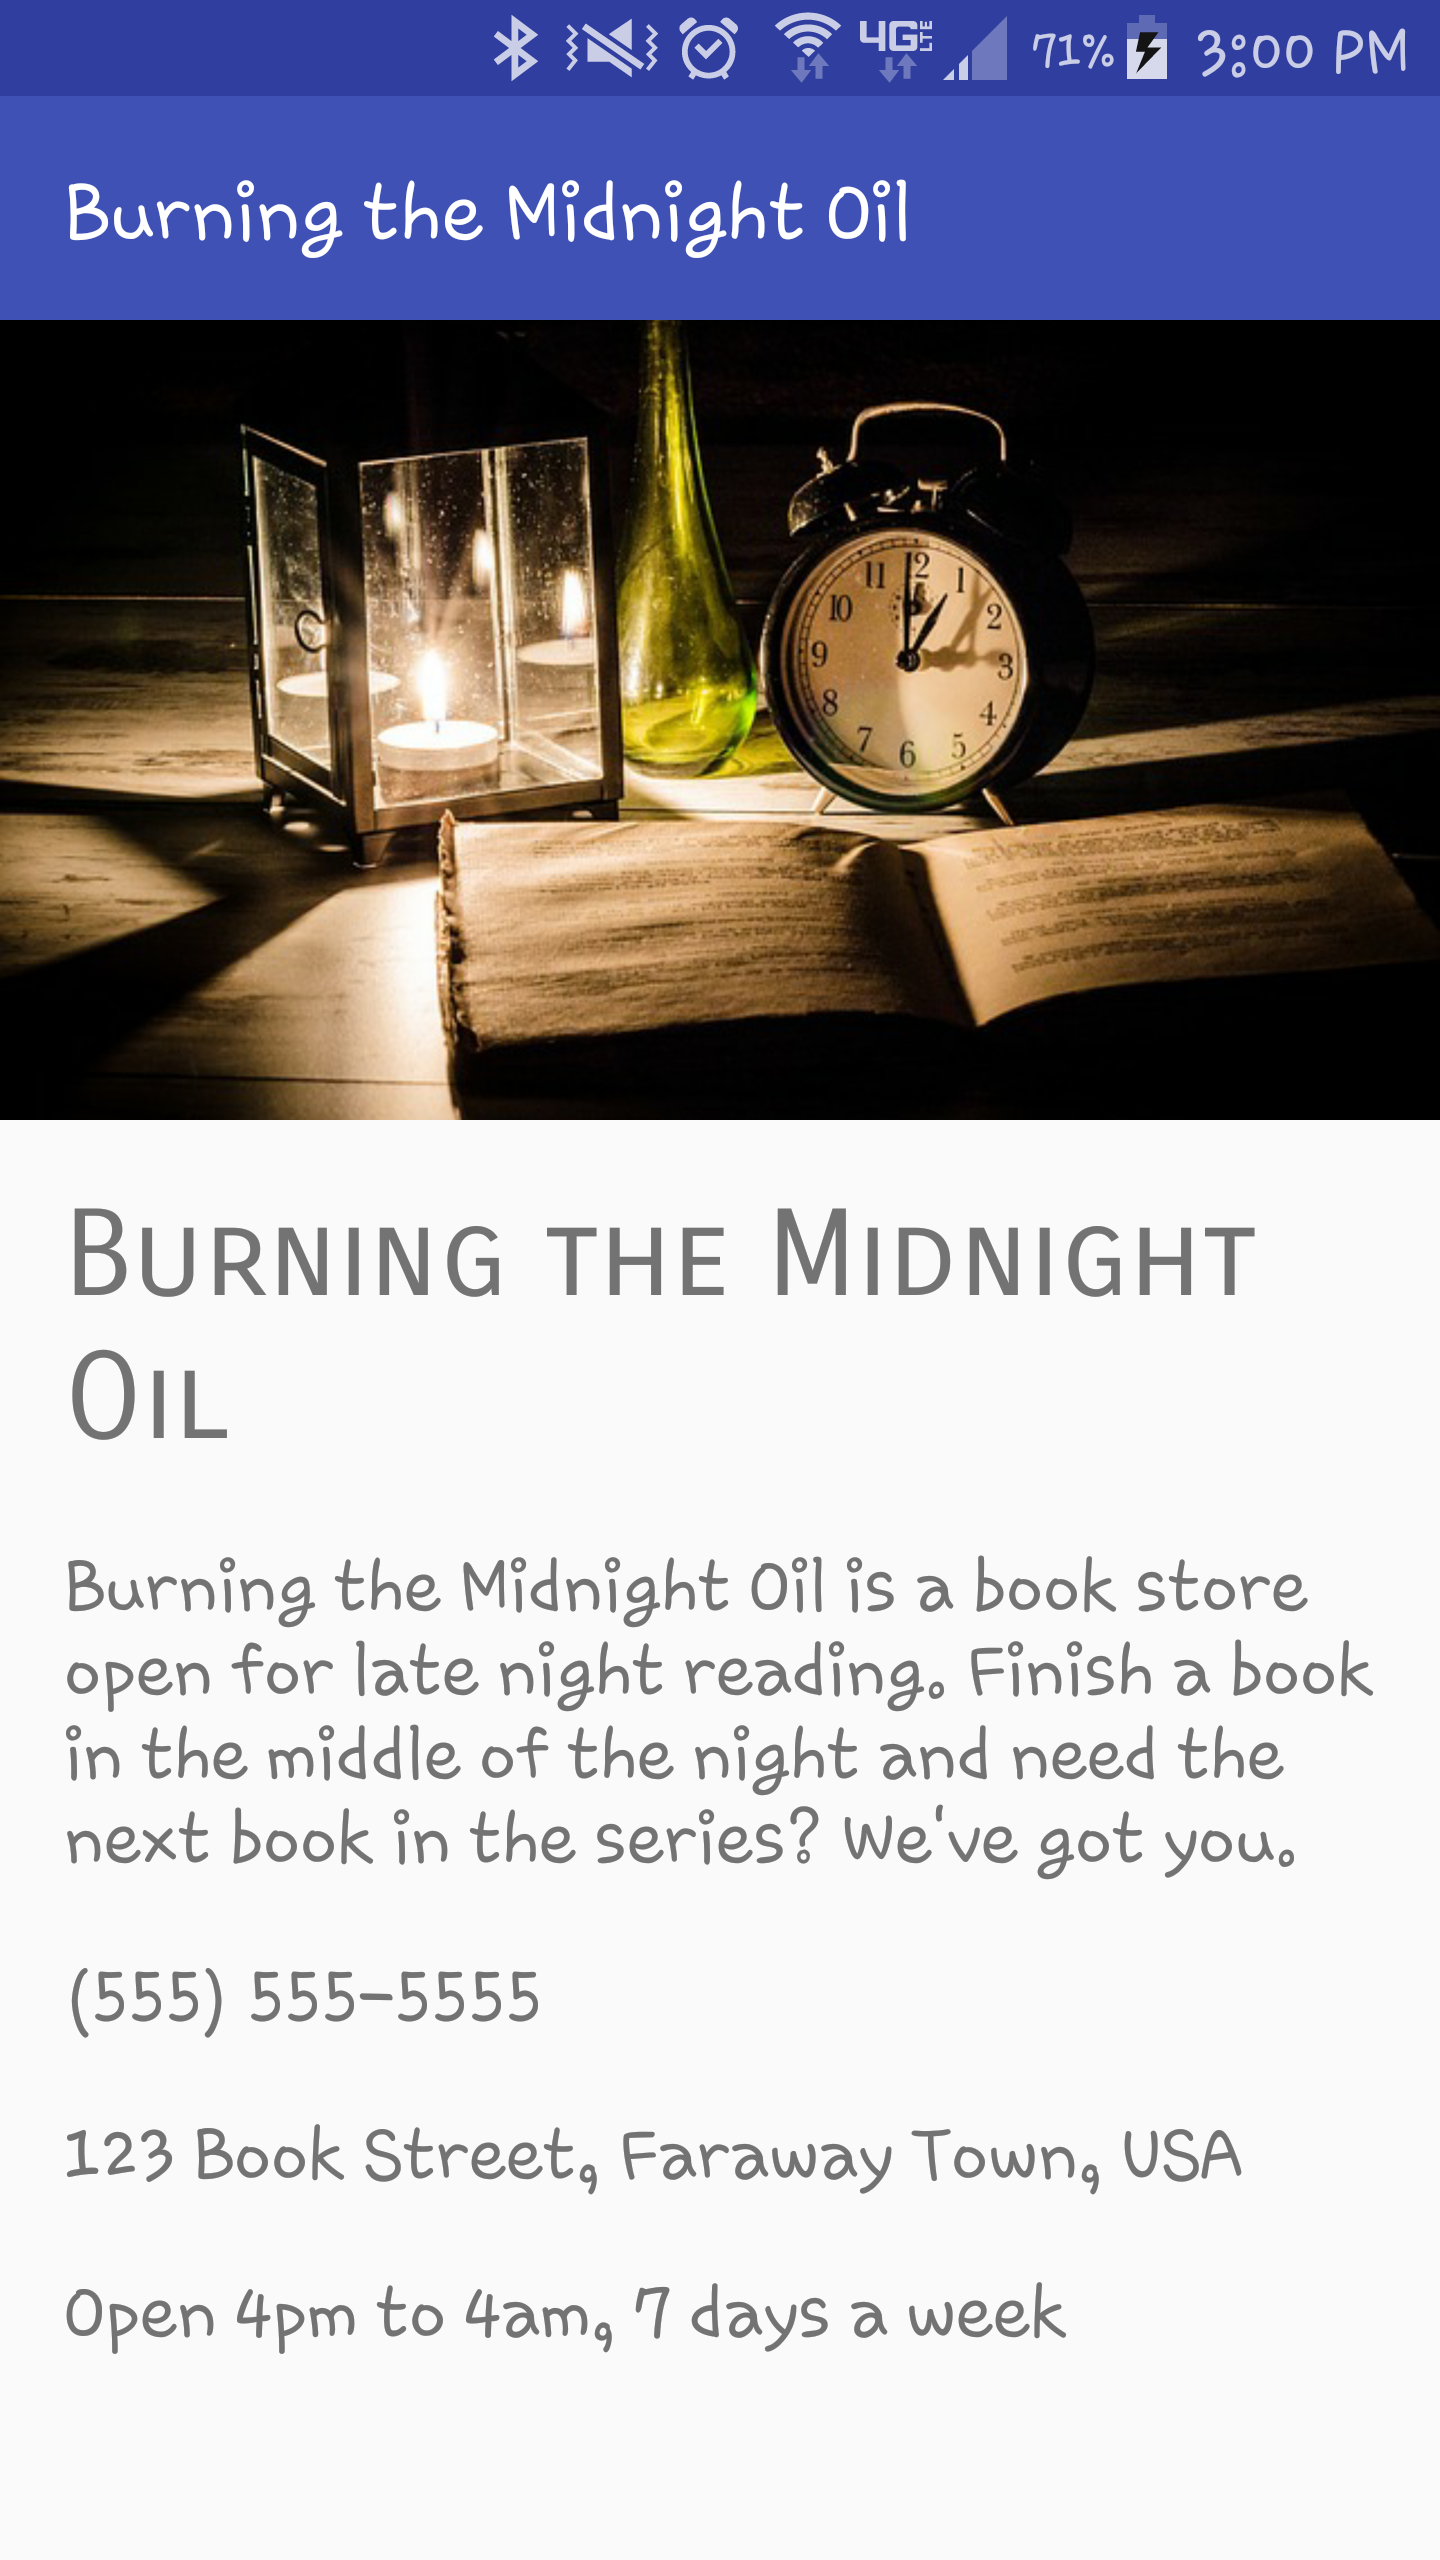 4G LTE 71% 3:00 PM
Burning the Midnight Oil
11 12 1
10 2
9 3
8 4
7 6 5
Burning the Midnight
Oil
Burning the Midnight Oil is a book store
open for late night reading. Finish a book
in the middle of the night and need the
next book in the series? We've got you.
(555) 555-5555
123 Book Street, Faraway Town, USA
Open 4pm to 4am, 7 days a week